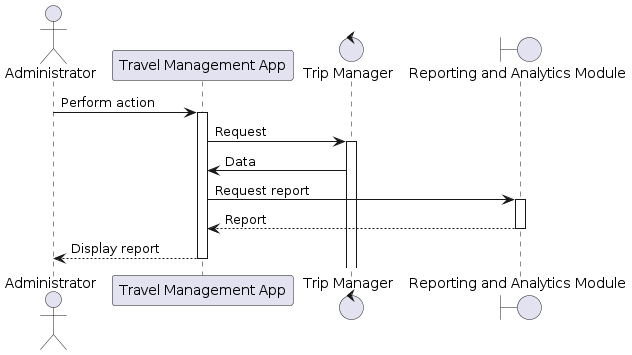 Administrator
Travel Management App
Trip Manager
Reporting and Analytics Module
Perform action
Request
Data
Request report
Report
Display report
Administrator
Travel Management App
Trip Manager
Reporting and Analytics Module